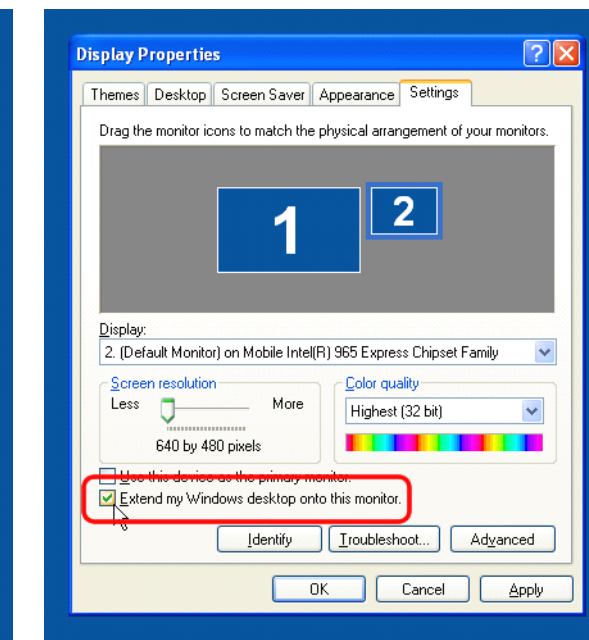 Display Properties
Themes Desktop Screen Saver Appearance Settings
Drag the monitor icons to match the physical arrangement of your monitors.
1 2
Display:
2. (Default Monitor) on Mobile Intel(R) 965 Express Chipset Family
Screen resolution
Less More
640 by 480 pixels
Color quality
Highest (32 bit)
Use this device as the primary monitor.
Extend my Windows desktop onto this monitor.
Identify Troubleshoot... Advanced
OK Cancel Apply